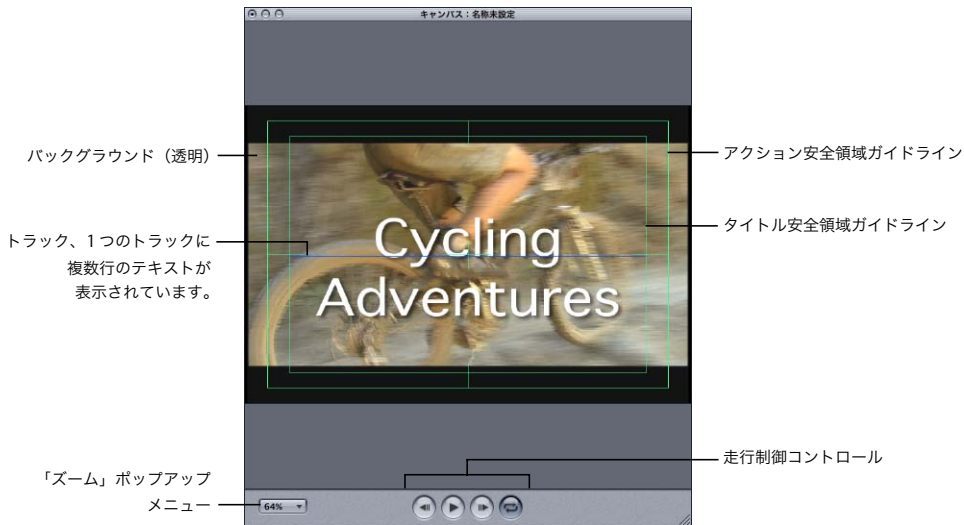 キャンバス：名称未設定
バックグラウンド（透明）
アクション安全領域ガイドライン
タイトル安全領域ガイドライン
トラック、1 つのトラックに
複数行のテキストが
表示されています。
Cycling
Adventures
走行制御コントロール
「ズーム」ポップアップ
メニュー
64%